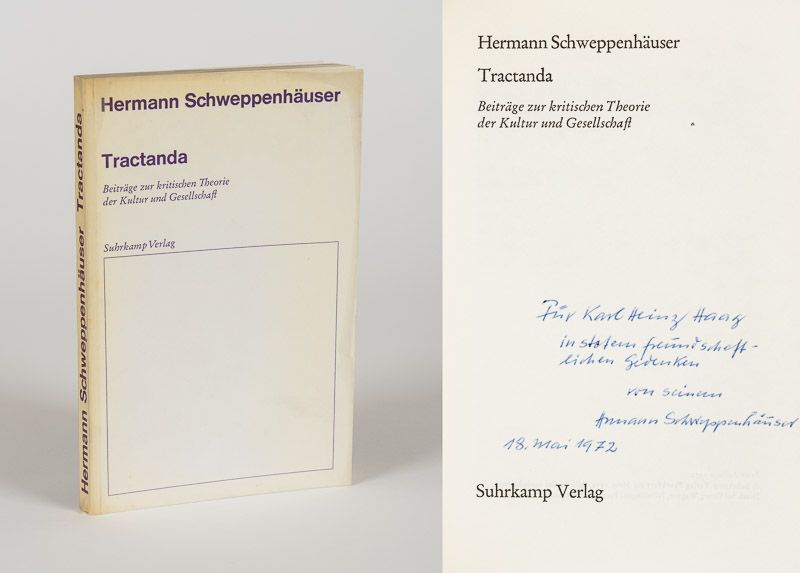 Hermann Schweppenhäuser Tractanda
Hermann Schweppenhäuser
Tractanda
Beiträge zur kritischen Theorie
der Kultur und Gesellschaft
Suhrkamp Verlag
Hermann Schweppenhäuser
Tractanda
Beiträge zur kritischen Theorie
der Kultur und Gesellschaft
Für Karl Heinz Haag
in stetem freundschaft-
lichen Gedenken
von seinem
Hermann Schweppenhäuser
18. Mai 1972
Suhrkamp Verlag